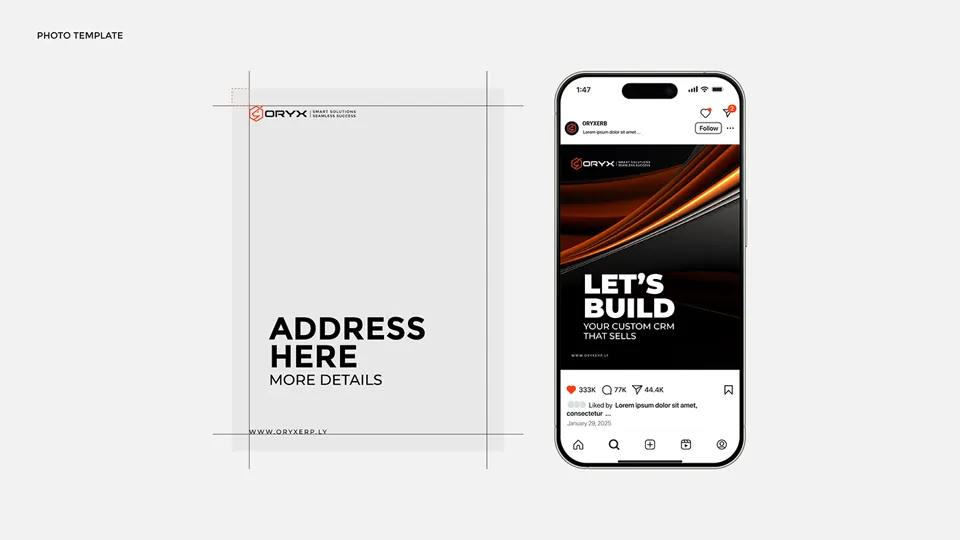 PHOTO TEMPLATE
ORYX
SMART SOLUTIONS
SEAMLESS SUCCESS
ADDRESS
HERE
MORE DETAILS
WWW.ORYXERP.LY
1:47
2
ORYXERB
Lorem ipsum dolor sit amet ...
Follow
ORYX
SMART SOLUTIONS
SEAMLESS SUCCESS
LET'S
BUILD
YOUR CUSTOM CRM
THAT SELLS
WWW.ORYXERP.LY
333K 77K 44.4K
Liked by Lorem ipsum dolor sit amet,
consectetur ...
January 29, 2025